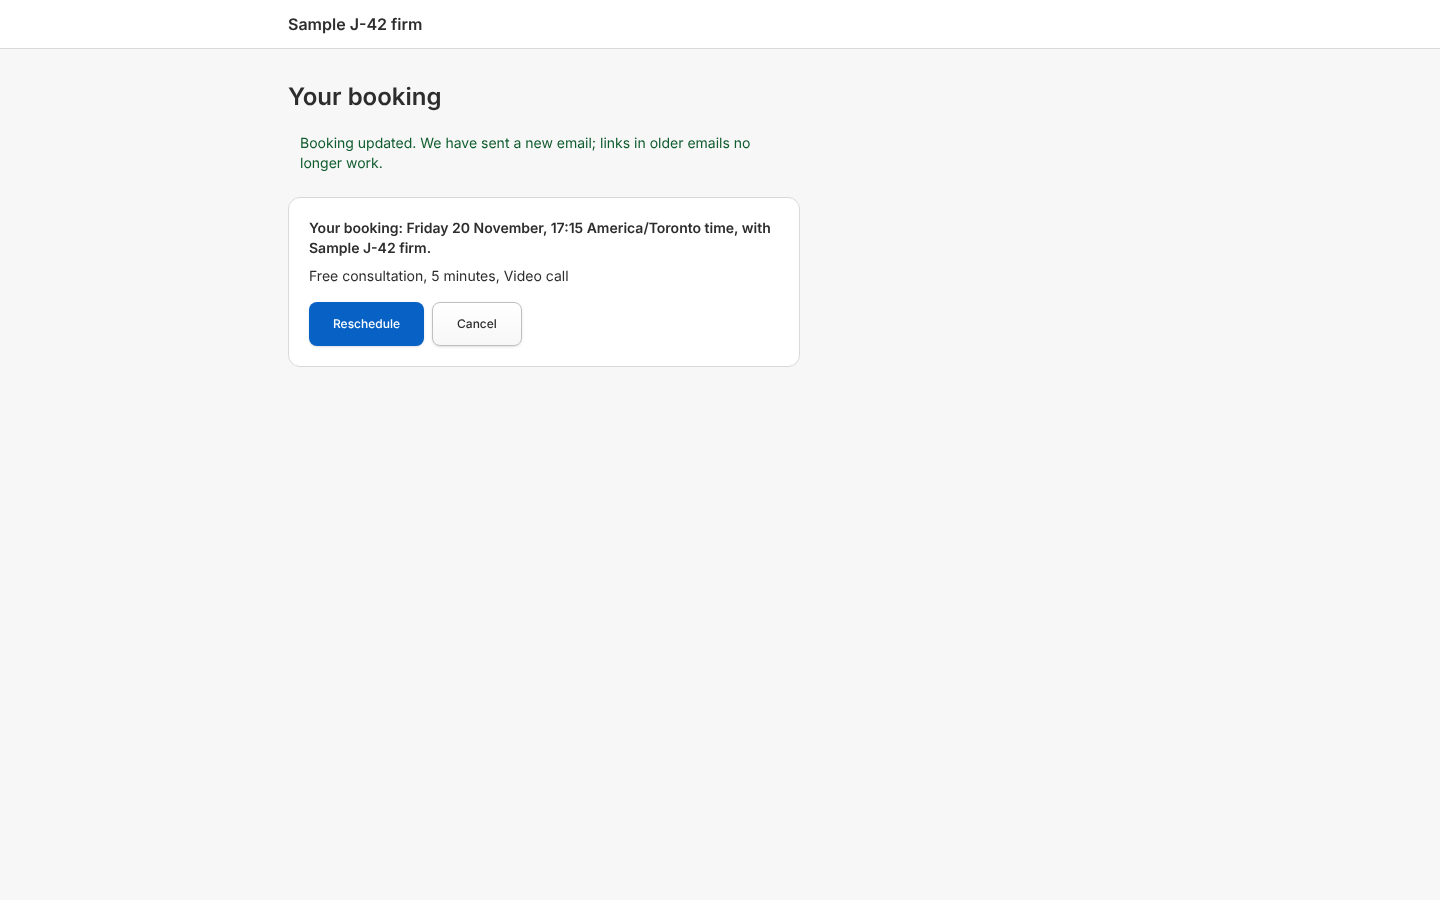 Sample J-42 firm
Your booking
Booking updated. We have sent a new email; links in older emails no
longer work.
Your booking: Friday 20 November, 17:15 America/Toronto time, with
Sample J-42 firm.
Free consultation, 5 minutes, Video call
Reschedule
Cancel